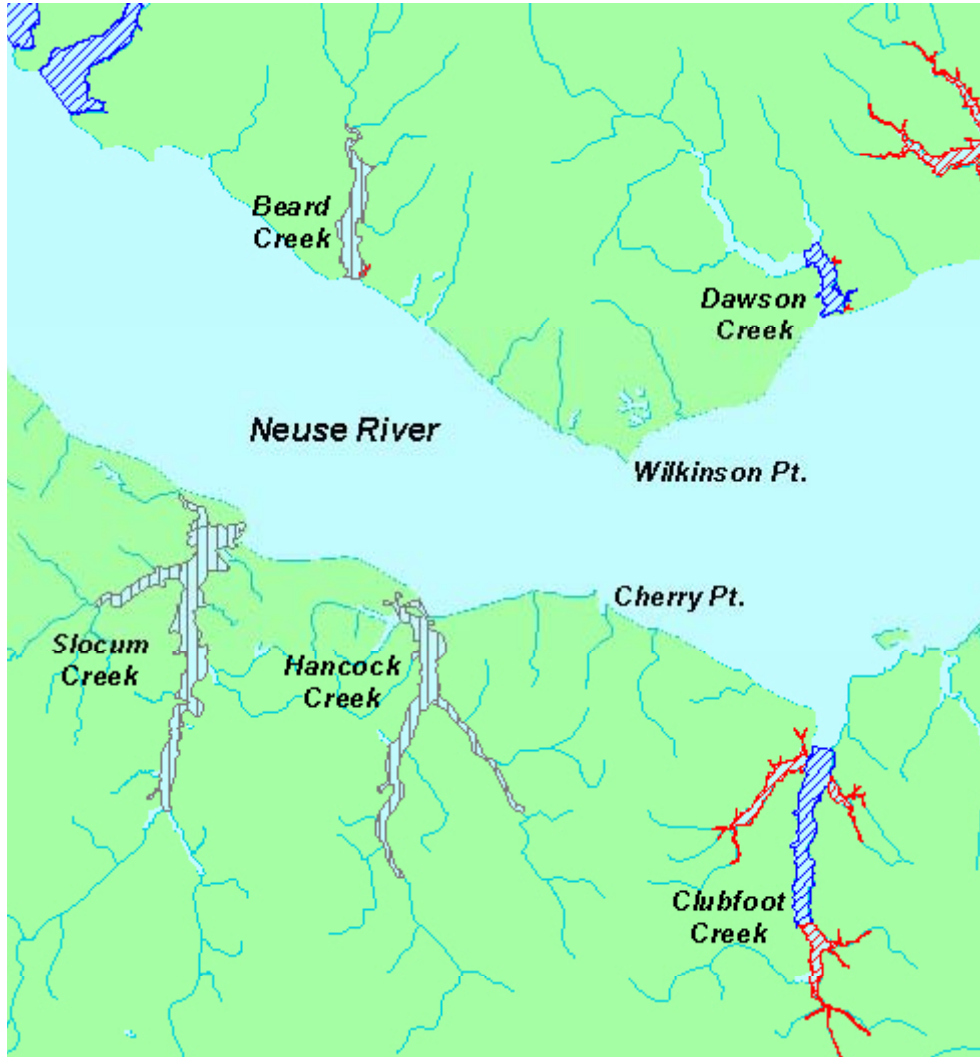 Beard
Creek
Dawson
Creek
Neuse River
Wilkinson Pt.
Cherry Pt.
Slocum
Creek
Hancock
Creek
Clubfoot
Creek